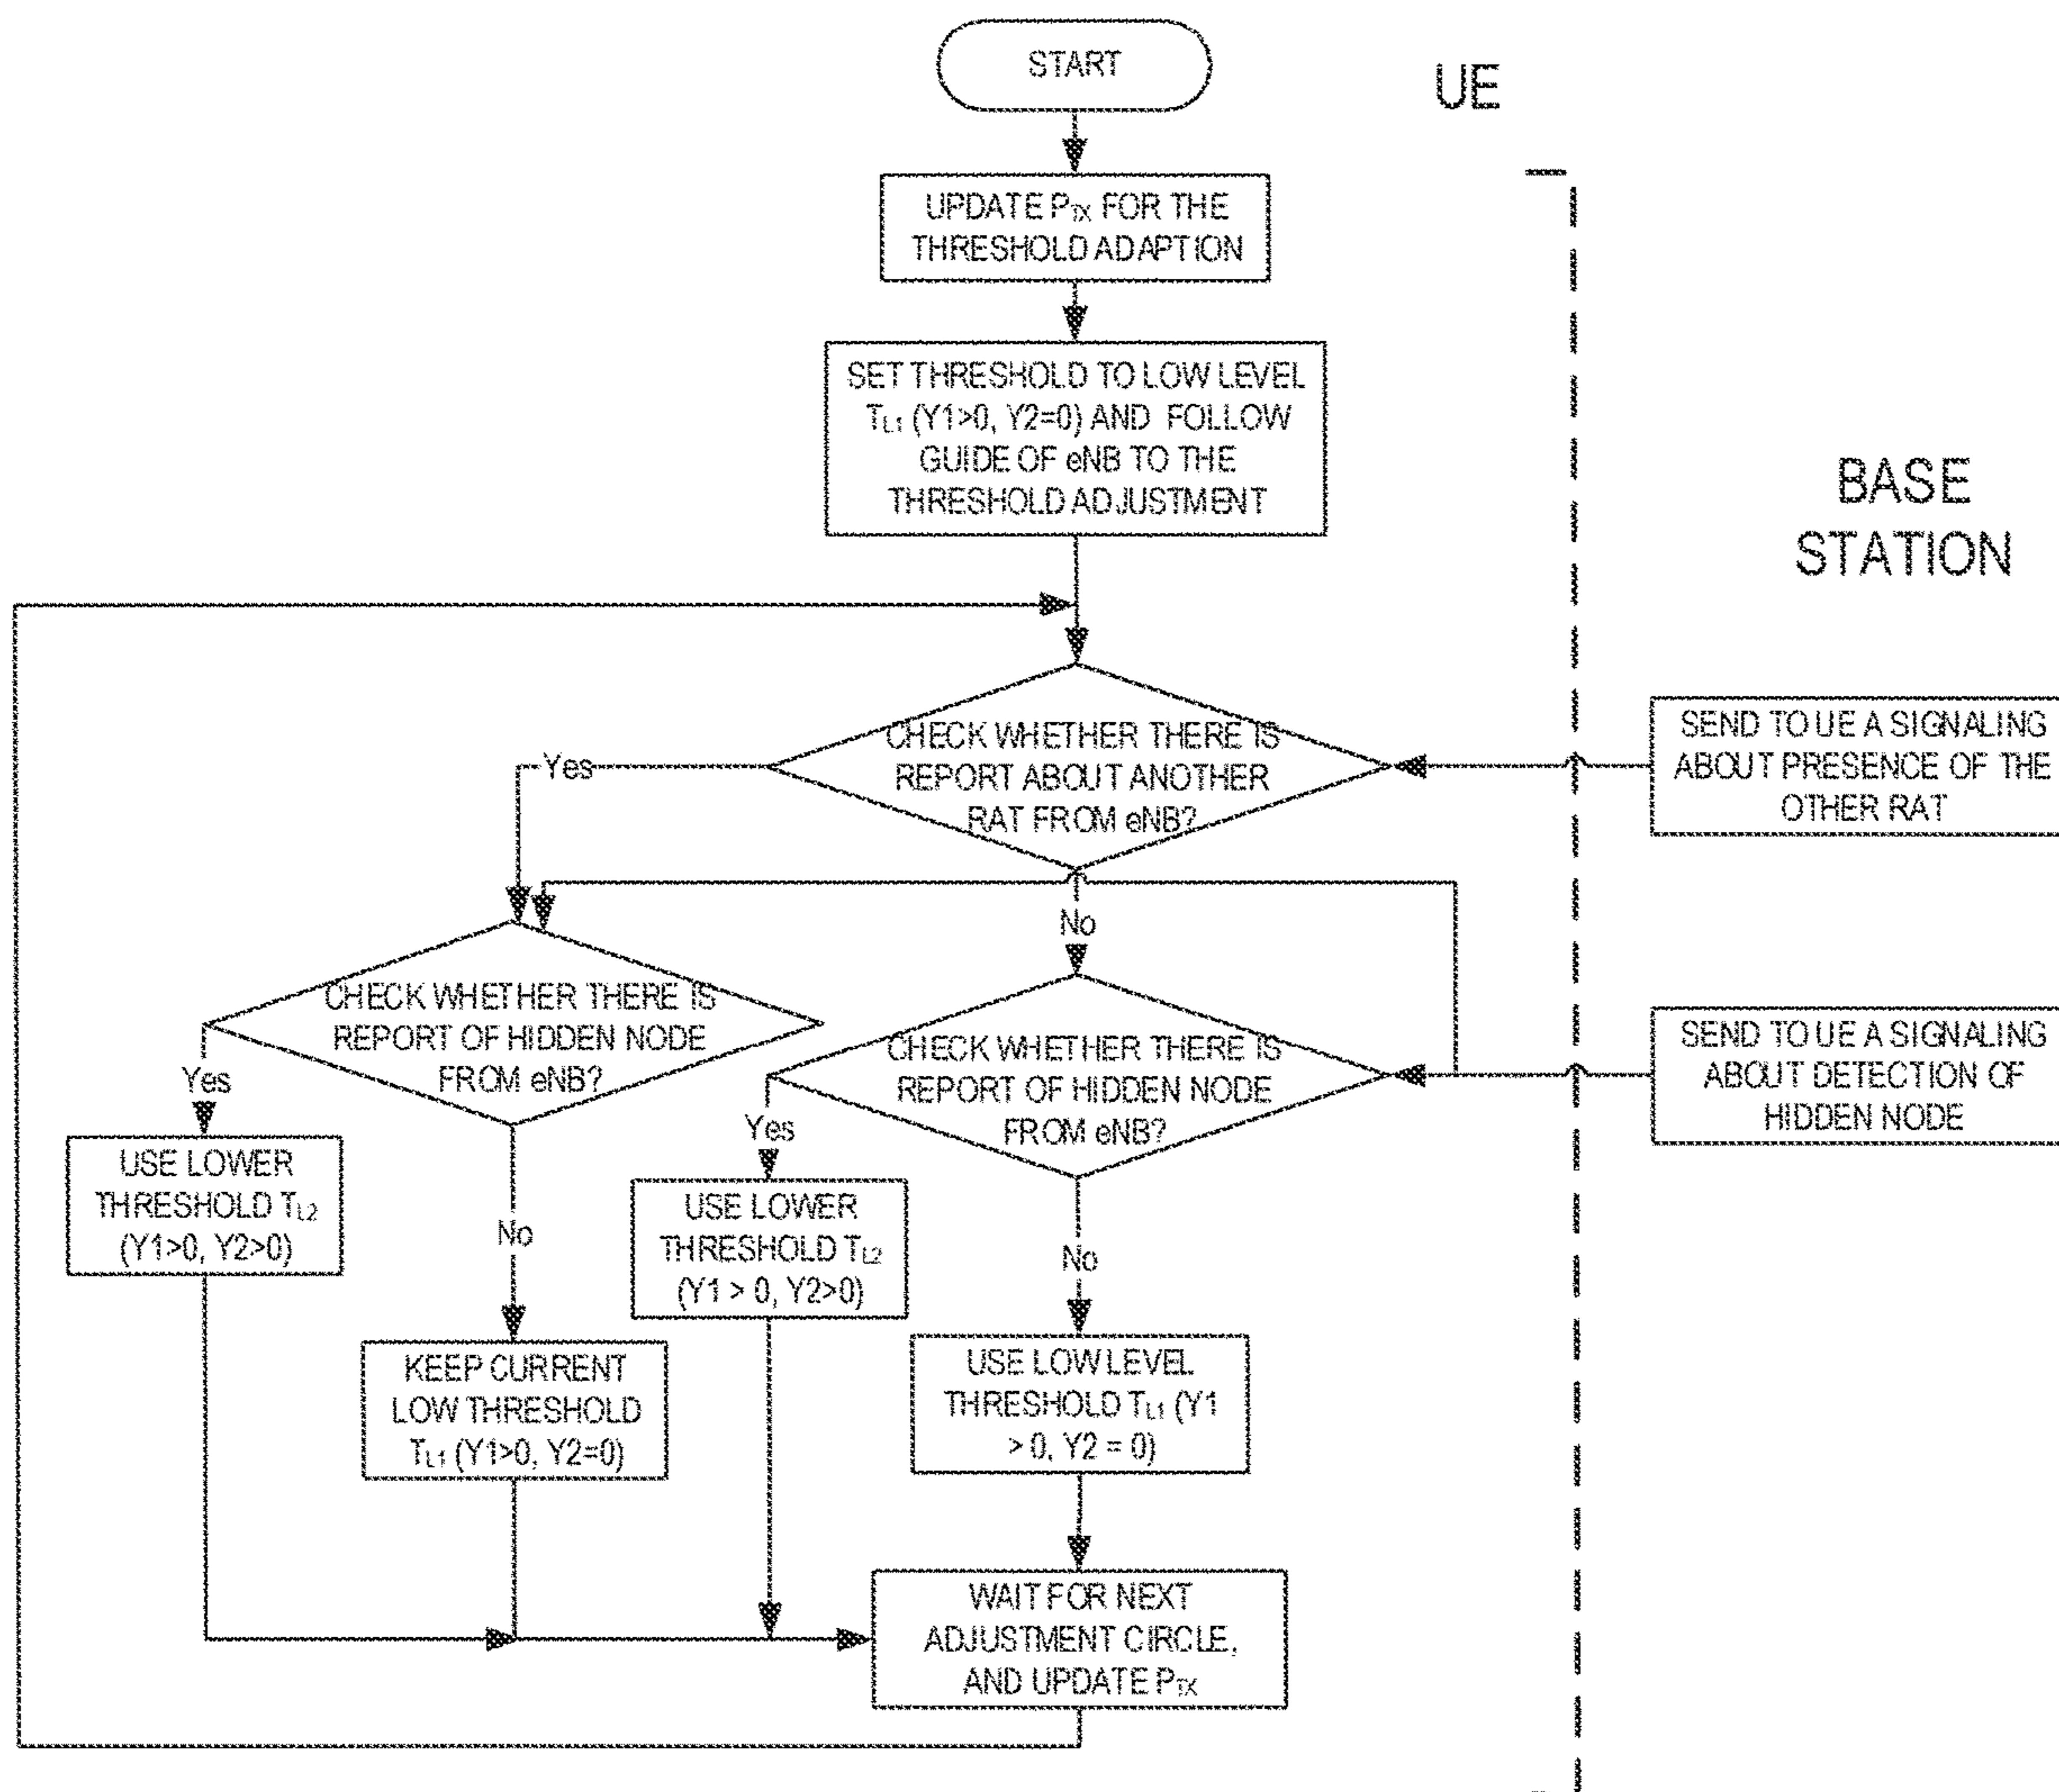 START
UE
UPDATE PTX FOR THE
THRESHOLD ADAPTION
SET THRESHOLD TO LOW LEVEL
TL1 (Y1>0, Y2=0) AND FOLLOW
GUIDE OF eNB TO THE
THRESHOLD ADJUSTMENT
BASE
STATION
CHECK WHETHER THERE IS
REPORT ABOUT ANOTHER
RAT FROM eNB?
Yes
SEND TO UE A SIGNALING
ABOUT PRESENCE OF THE
OTHER RAT
No
CHECK WHETHER THERE IS
REPORT OF HIDDEN NODE
FROM eNB?
CHECK WHETHER THERE IS
REPORT OF HIDDEN NODE
FROM eNB?
SEND TO UE A SIGNALING
ABOUT DETECTION OF
HIDDEN NODE
Yes
Yes
USE LOWER
THRESHOLD TL2
(Y1>0, Y2>0)
No
USE LOWER
THRESHOLD TL2
(Y1 > 0, Y2>0)
No
KEEP CURRENT
LOW THRESHOLD
TL1 (Y1>0, Y2=0)
USE LOW LEVEL
THRESHOLD TL1 (Y1
> 0, Y2 = 0)
WAIT FOR NEXT
ADJUSTMENT CIRCLE,
AND UPDATE PTX